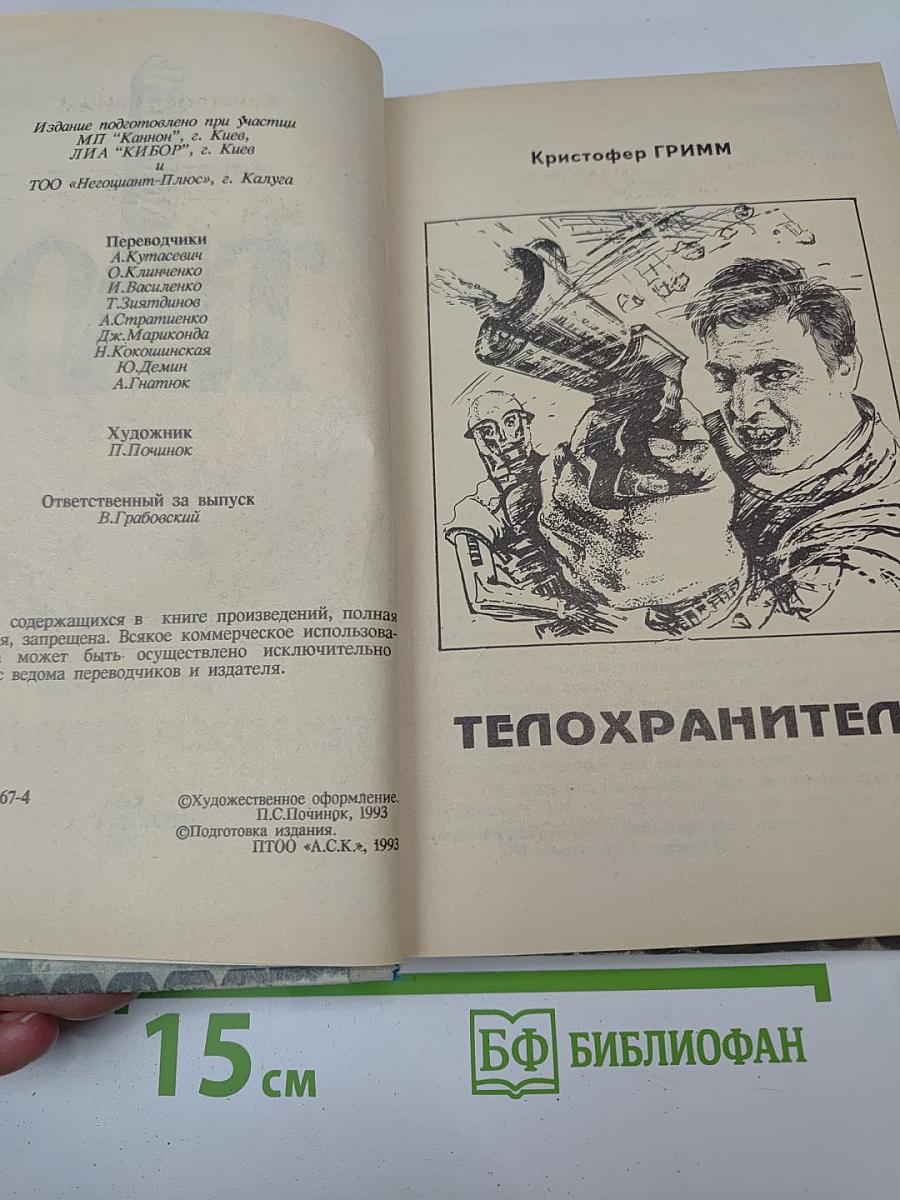 Издание подготовлено при участии
МП "Каннон", г. Киев,
ЛИА "КИБОР", г. Киев
и
ТОО «Негоциант-Плюс», г. Калуга
Переводчики
А.Кутасевич
О.Клинченко
И.Василенко
Т.Зиятдинов
А.Стратиенко
Дж.Мариконда
Н.Кокошинская
Ю.Демин
А.Гнатюк
Художник
П.Починок
Ответственный за выпуск
В.Грабовский
содержащихся в книге произведений, полная
я, запрещена. Всякое коммерческое использова-
может быть осуществлено исключительно
с ведома переводчиков и издателя.
67-4
©Художественное оформление.
П.С.Починок, 1993
©Подготовка издания.
ПТОО «А.С.К.», 1993
Кристофер ГРИММ
ТЕЛОХРАНИТЕЛ
15 см
БФ БИБЛИОФАН